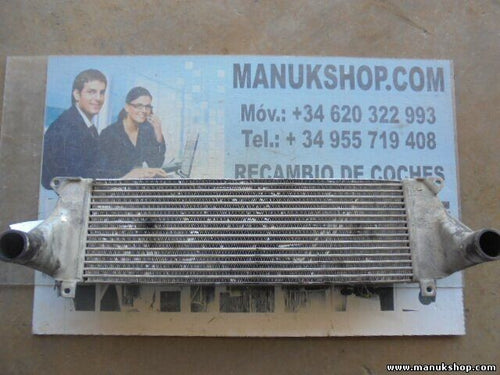 MANUKSHOP.COM
Móv.: +34 620 322 993
Tel.: + 34 955 719 408
RECAMBIO DE COCHES
www.manukshop.com